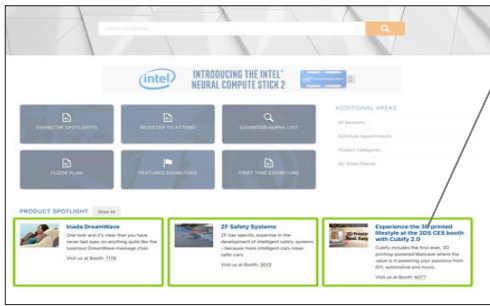 Search by Keyword
intel
INTRODUCING THE INTEL®
NEURAL COMPUTE STICK 2
EXHIBITOR SPOTLIGHTS
REGISTER TO ATTEND
EXHIBITOR ALPHA LIST
FLOOR PLAN
FEATURED EXHIBITORS
FIRST TIME EXHIBITORS
ADDITIONAL AREAS
All Sessions
Schedule Appointments
Product Categories
My Show Planner
PRODUCT SPOTLIGHT Show All
Inada DreamWave
One look and it's clear that you have
never laid eyes on anything quite like the
luxurious DreamWave massage chair.
Visit us at Booth: 1178
ZF Safety Systems
ZF has specific expertise in the
development of intelligent safety systems
- because more intelligent cars mean
safer cars.
Visit us at Booth: 3013
Experience the 3D printed
lifestyle at the 3DS CES booth
with Cubify 2.0
Cubify includes the first-ever, 3D
printing-powered Mancave where the
value is in powering your passions from
DIY, automotive and music.
Visit us at Booth: 6077